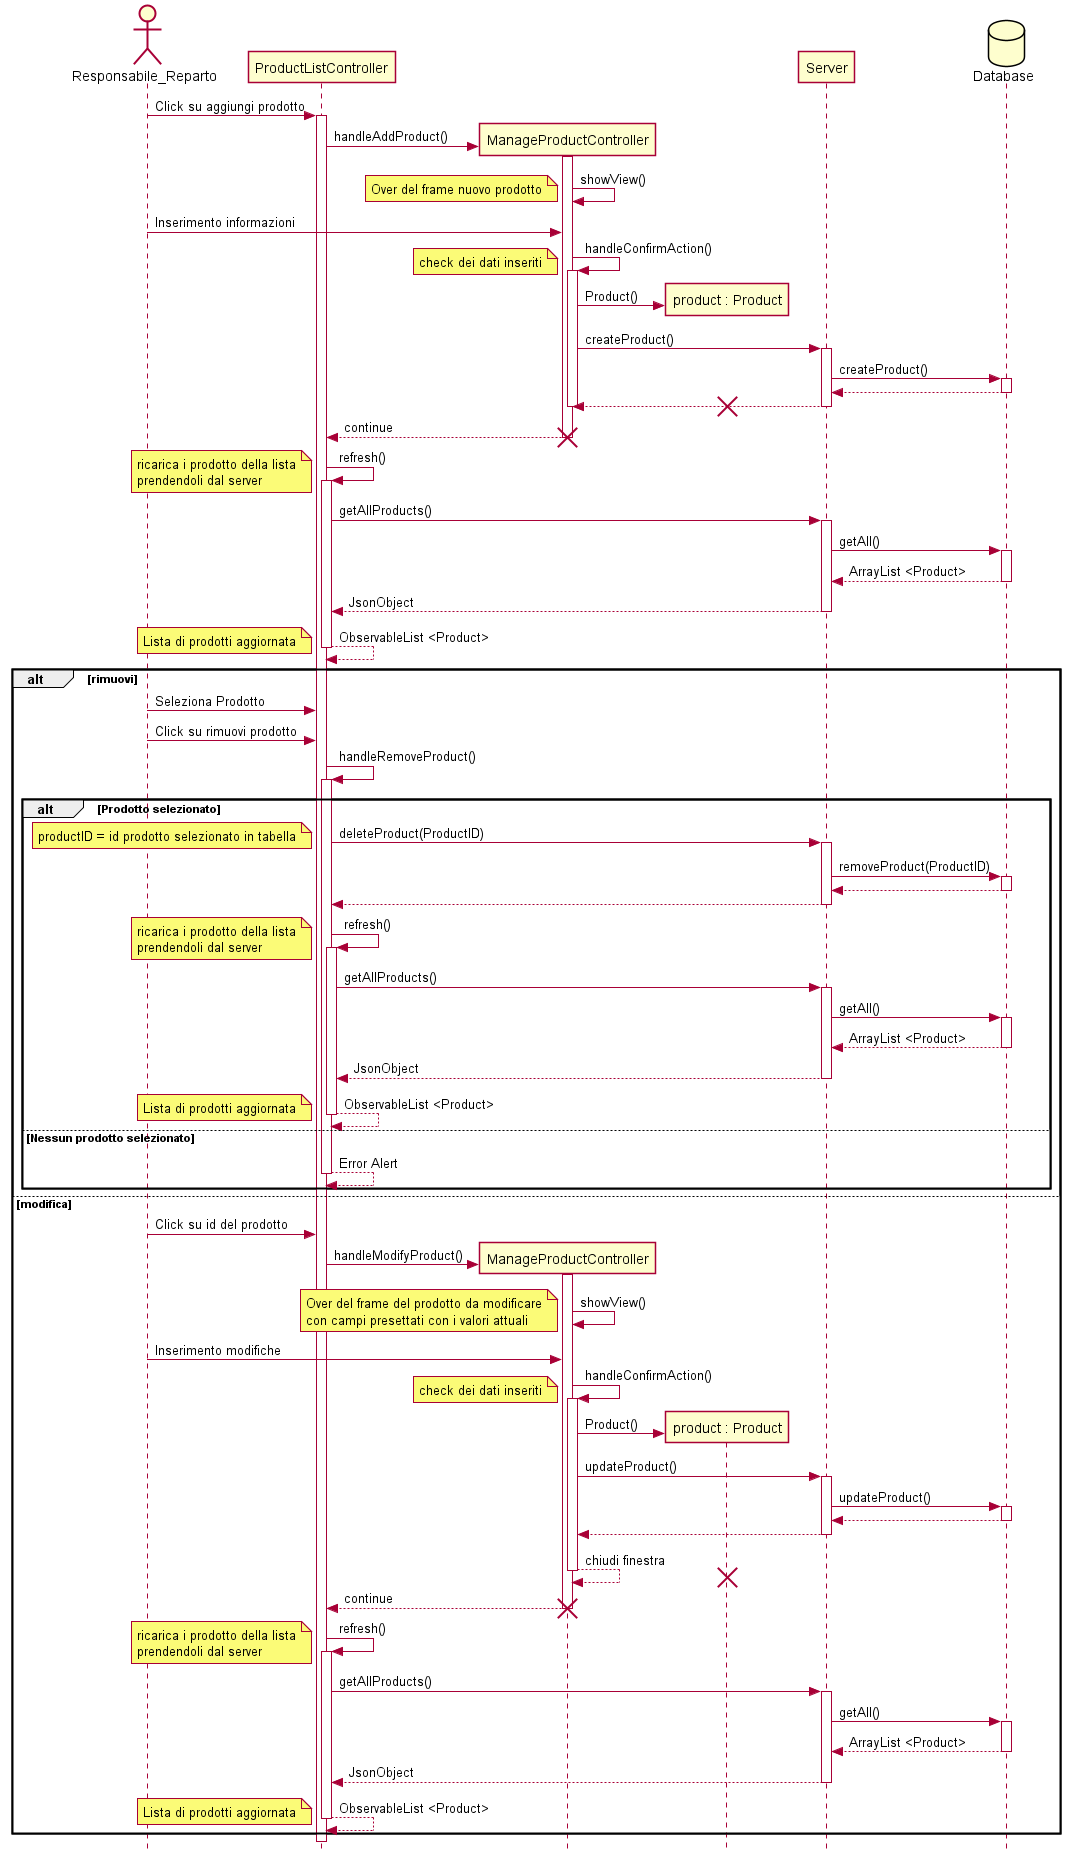 Responsabile_Reparto
ProductListController
Server
Database
Click su aggiungi prodotto
handleAddProduct()
ManageProductController
Over del frame nuovo prodotto
showView()
Inserimento informazioni
handleConfirmAction()
check dei dati inseriti
Product()
product : Product
createProduct()
createProduct()
continue
refresh()
ricarica i prodotto della lista
prendendoli dal server
getAllProducts()
getAll()
ArrayList <Product>
JsonObject
Lista di prodotti aggiornata
ObservableList <Product>
alt
[rimuovi]
Seleziona Prodotto
Click su rimuovi prodotto
handleRemoveProduct()
alt
[Prodotto selezionato]
productID = id prodotto selezionato in tabella
deleteProduct(ProductID)
removeProduct(ProductID)
refresh()
ricarica i prodotto della lista
prendendoli dal server
getAllProducts()
getAll()
ArrayList <Product>
JsonObject
Lista di prodotti aggiornata
ObservableList <Product>
[Nessun prodotto selezionato]
Error Alert
[modifica]
Click su id del prodotto
handleModifyProduct()
ManageProductController
Over del frame del prodotto da modificare
con campi presettati con i valori attuali
showView()
Inserimento modifiche
handleConfirmAction()
check dei dati inseriti
Product()
product : Product
updateProduct()
updateProduct()
chiudi finestra
continue
refresh()
ricarica i prodotto della lista
prendendoli dal server
getAllProducts()
getAll()
ArrayList <Product>
JsonObject
Lista di prodotti aggiornata
ObservableList <Product>